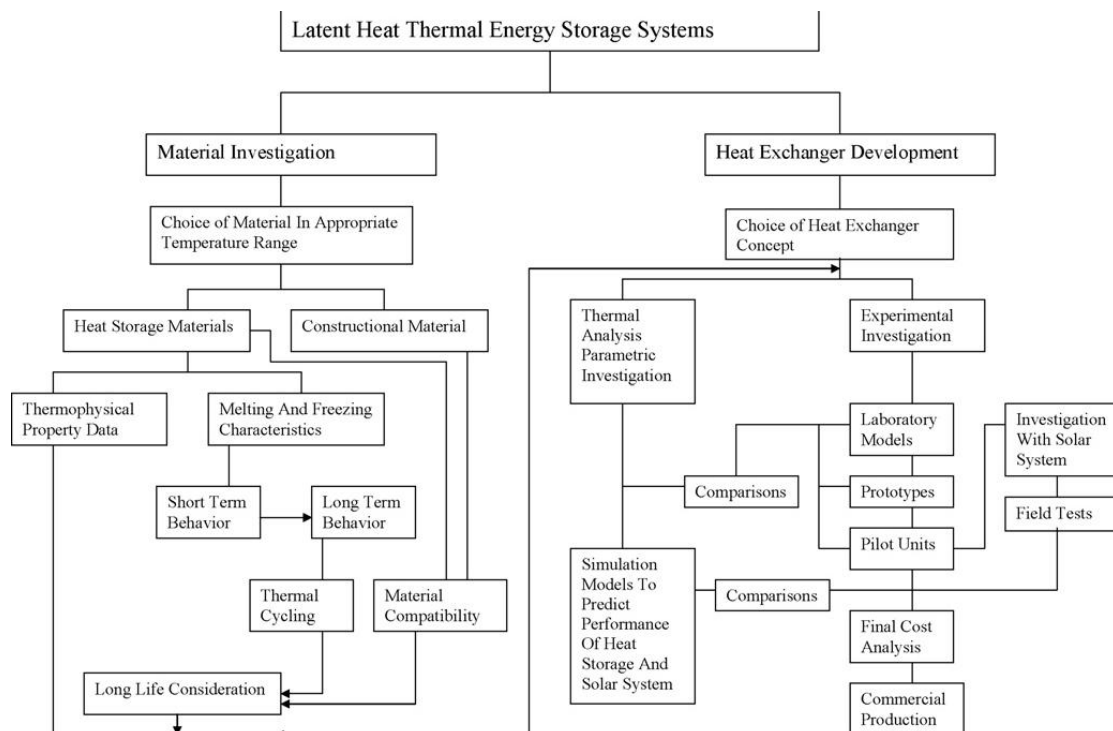 Latent Heat Thermal Energy Storage Systems
Material Investigation
Heat Exchanger Development
Choice of Material In Appropriate
Temperature Range
Choice of Heat Exchanger
Concept
Heat Storage Materials
Constructional Material
Thermal
Analysis
Parametric
Investigation
Experimental
Investigation
Thermophysical
Property Data
Melting And Freezing
Characteristics
Laboratory
Models
Investigation
With Solar
System
Short Term
Behavior
Long Term
Behavior
Comparisons
Prototypes
Field Tests
Pilot Units
Simulation
Models To
Predict
Performance
Of Heat
Storage And
Solar System
Comparisons
Thermal
Cycling
Material
Compatibility
Final Cost
Analysis
Long Life Consideration
Commercial
Production